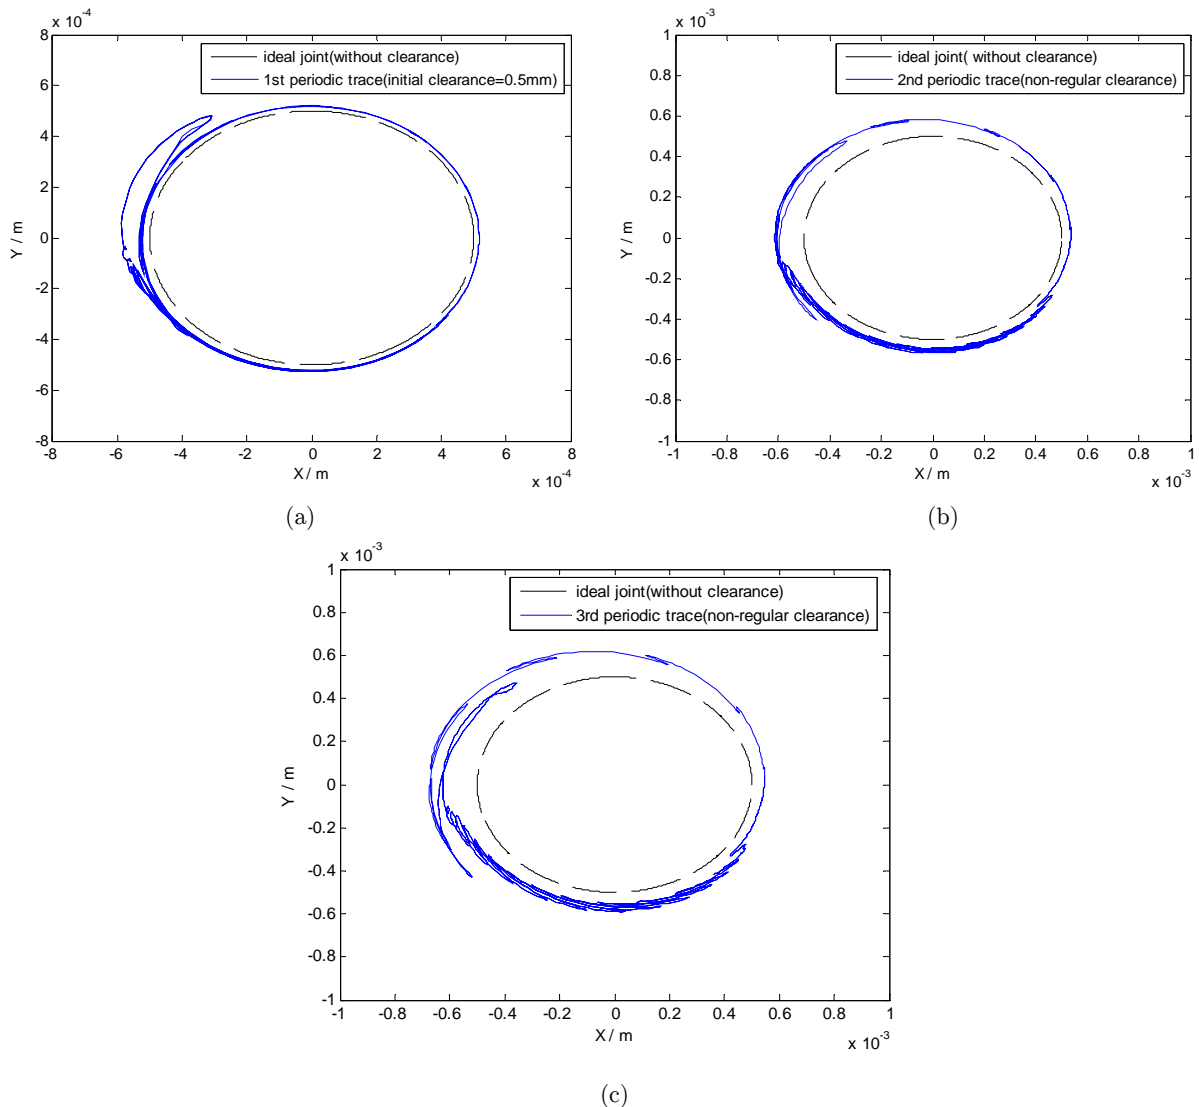 x 10-4
8
6
4
2
0
-2
-4
-6
-8
Y / m
-8 -6 -4 -2 0 2 4 6 8
X / m
x 10-4
ideal joint(without clearance)
1st periodic trace(initial clearance=0.5mm)
(a)
x 10-3
1
0.8
0.6
0.4
0.2
0
-0.2
-0.4
-0.6
-0.8
-1
Y / m
-1 -0.8 -0.6 -0.4 -0.2 0 0.2 0.4 0.6 0.8 1
X / m
x 10-3
ideal joint( without clearance)
2nd periodic trace(non-regular clearance)
(b)
x 10-3
1
0.8
0.6
0.4
0.2
0
-0.2
-0.4
-0.6
-0.8
-1
Y / m
-1 -0.8 -0.6 -0.4 -0.2 0 0.2 0.4 0.6 0.8 1
X / m
x 10-3
ideal joint(without clearance)
3rd periodic trace(non-regular clearance)
(c)